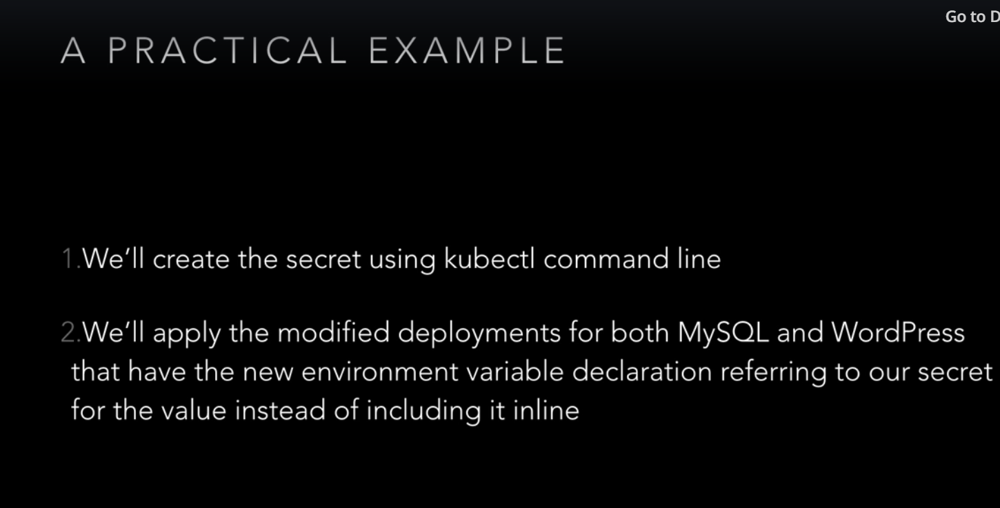 Go to D
A PRACTICAL EXAMPLE
1.We’ll create the secret using kubectl command line
2.We’ll apply the modified deployments for both MySQL and WordPress
that have the new environment variable declaration referring to our secret
for the value instead of including it inline